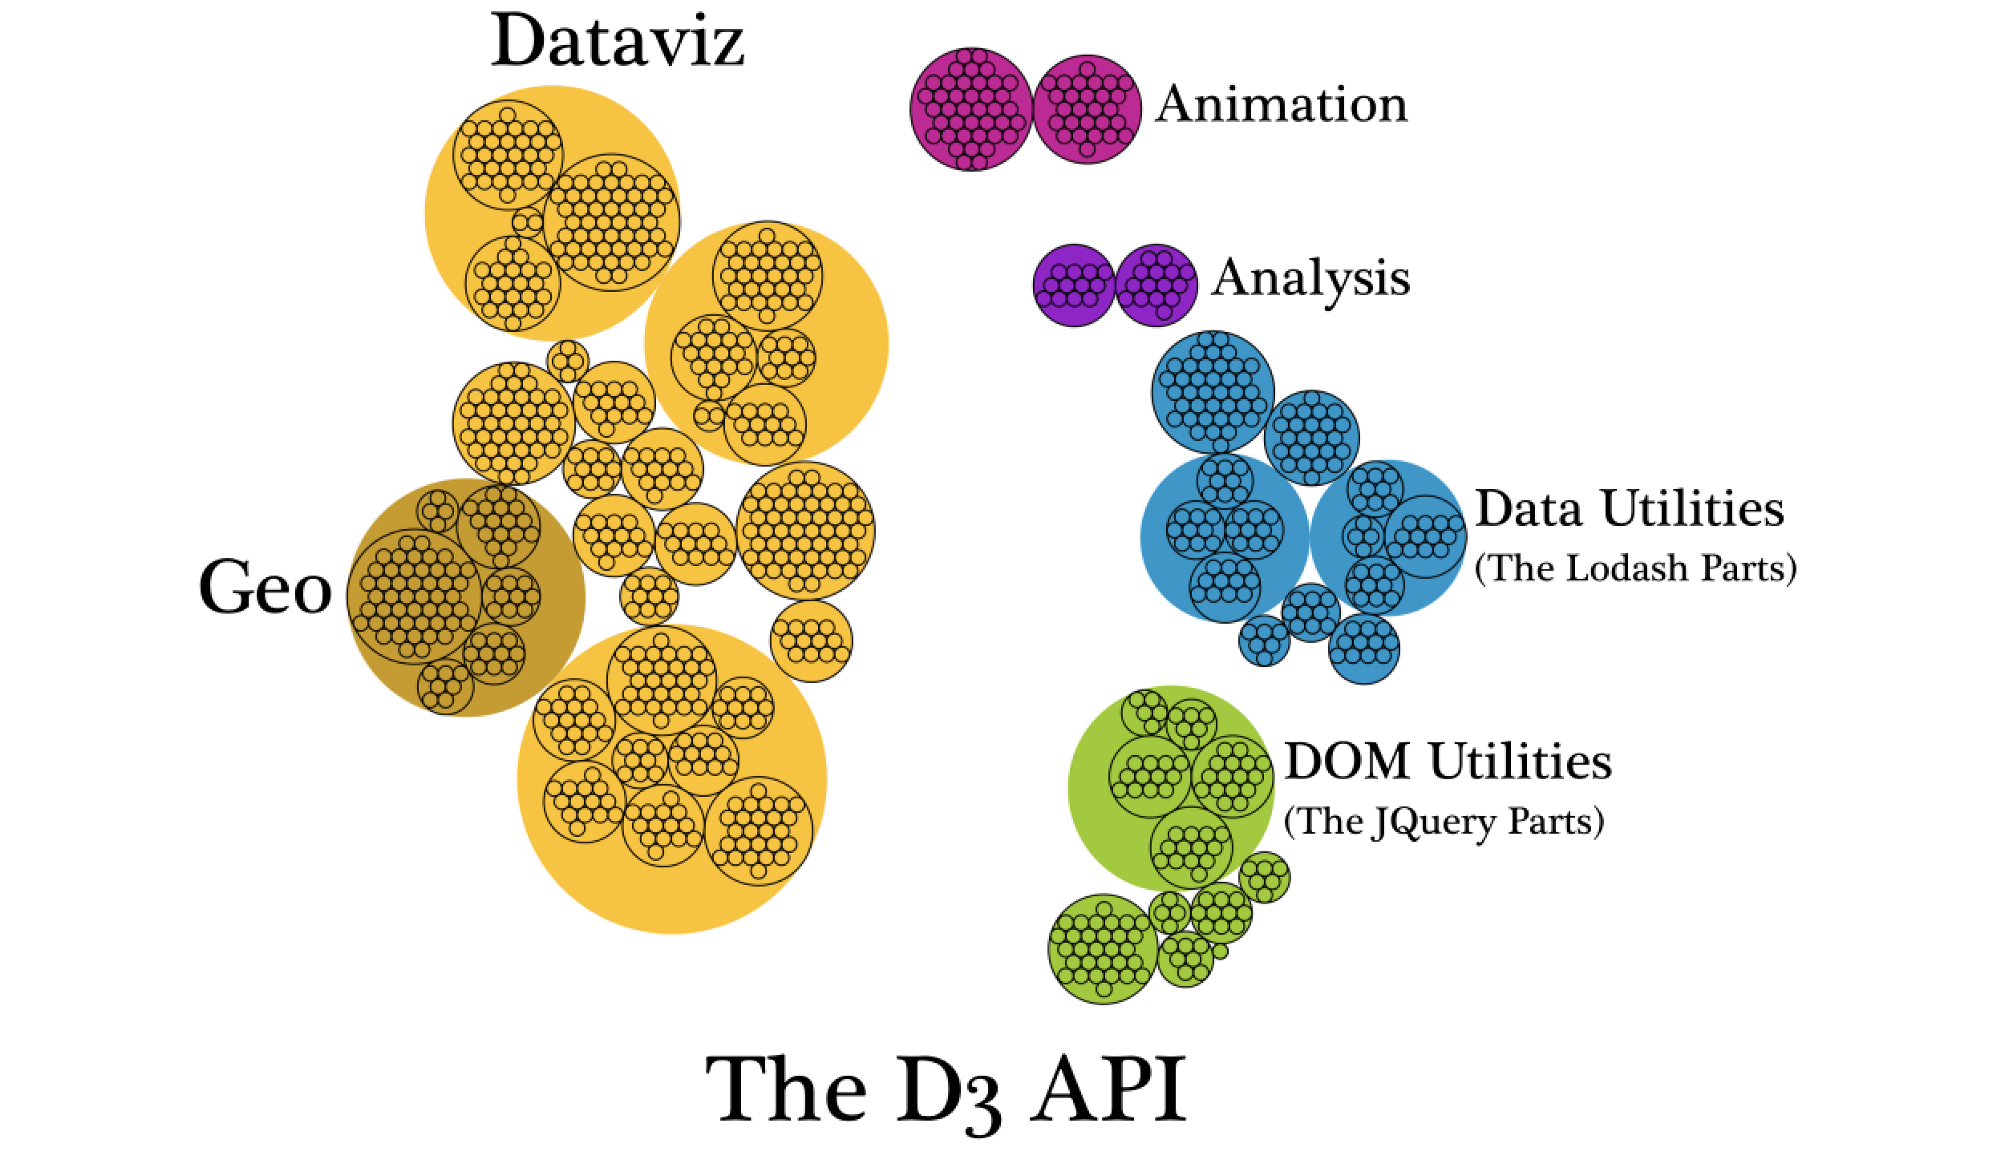 Dataviz
Animation
Analysis
Data Utilities
(The Lodash Parts)
Geo
DOM Utilities
(The JQuery Parts)
The D3 API